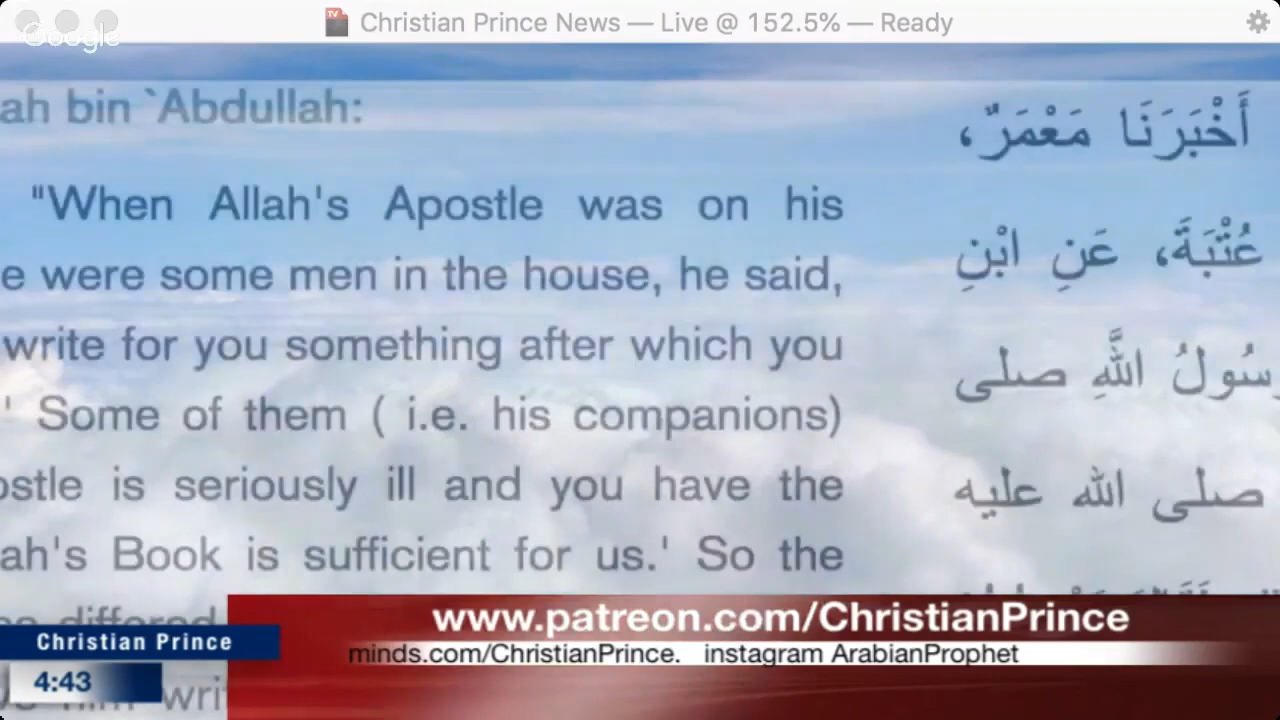 Christian Prince News — Live @ 152.5% — Ready
Google
ah bin `Abdullah:
"When Allah's Apostle was on his
e were some men in the house, he said,
write for you something after which you
' Some of them ( i.e. his companions)
ostle is seriously ill and you have the
ah's Book is sufficient for us.' So the
differed
him writ
أَخْبَرَنَا مَعْمَرٌ،
عُتْبَةَ، عَنِ ابْنِ
سُولُ اللَّهِ صلى
صلى الله عليه
www.patreon.com/ChristianPrince
minds.com/ChristianPrince. instagram ArabianProphet
Christian Prince
4:43